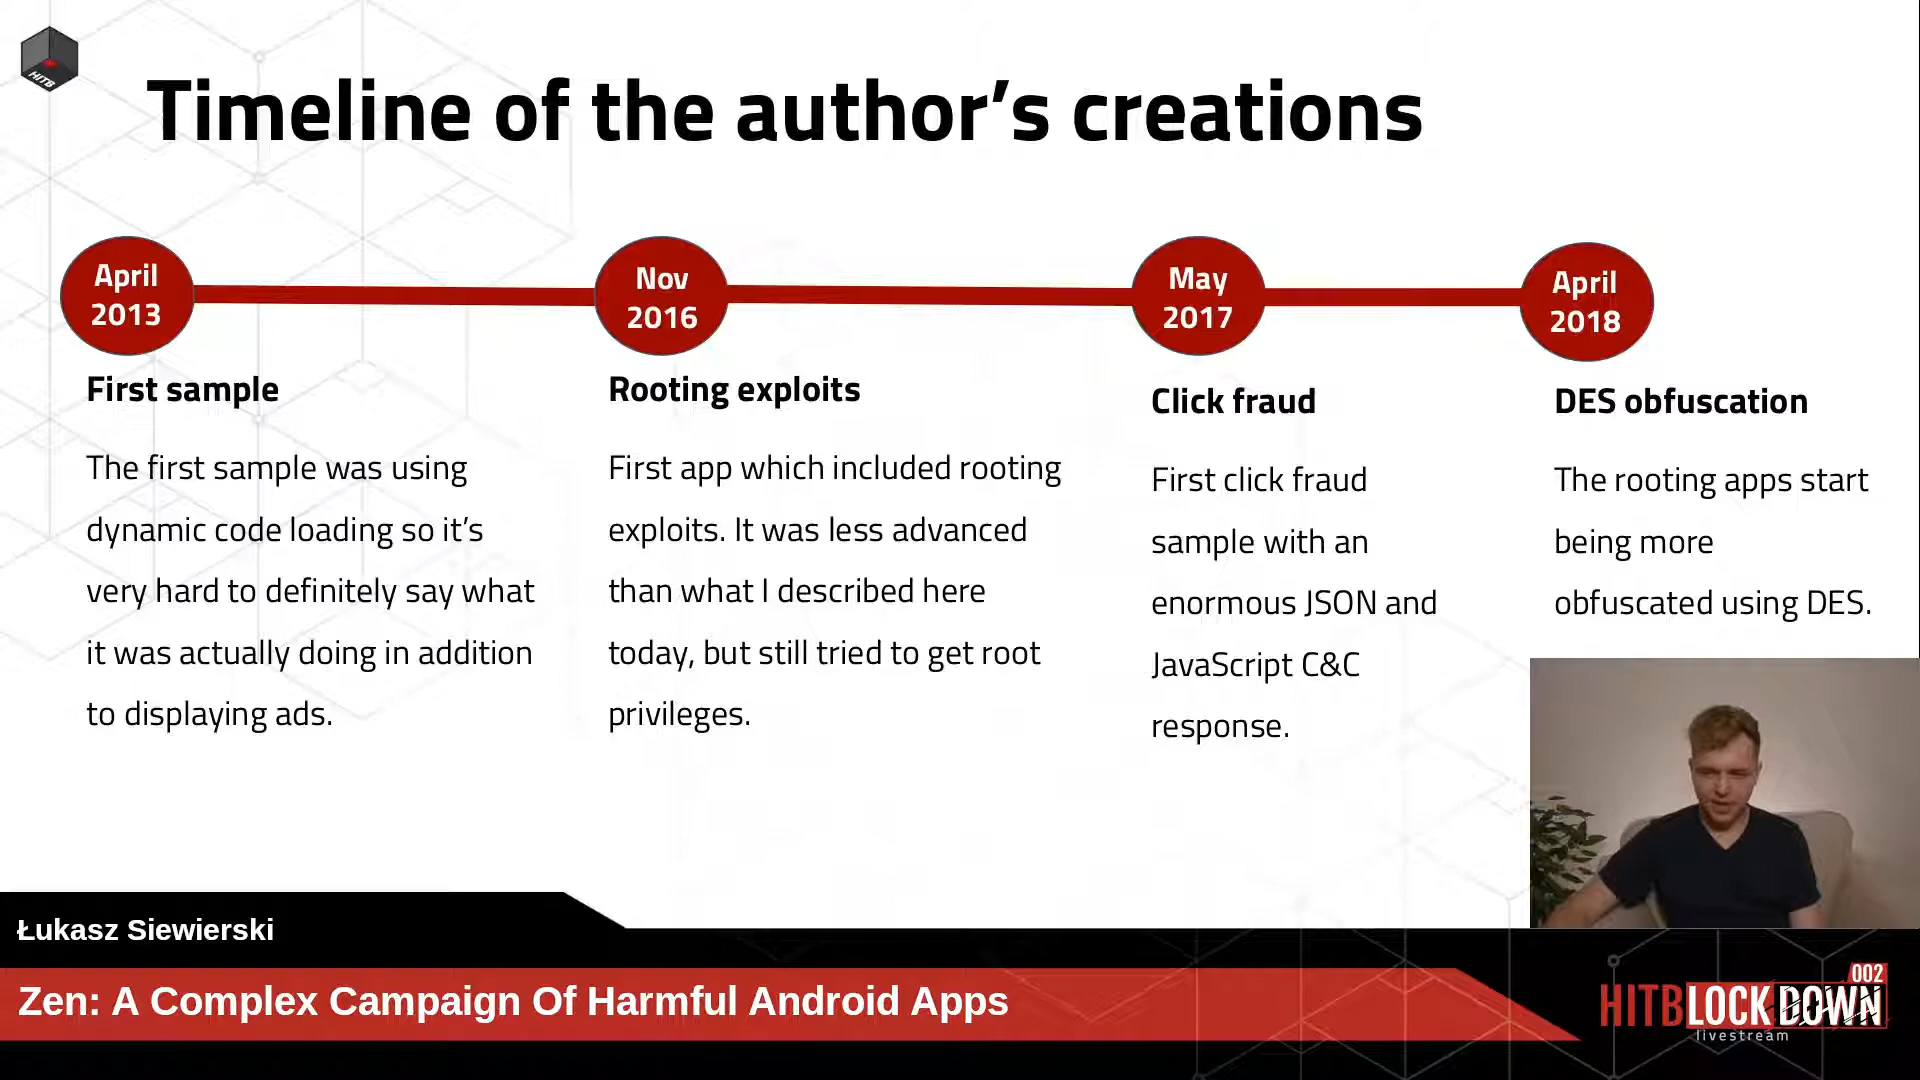 HITB
Timeline of the author’s creations
April
2013
Nov
2016
May
2017
April
2018
First sample
The first sample was using
dynamic code loading so it’s
very hard to definitely say what
it was actually doing in addition
to displaying ads.
Rooting exploits
First app which included rooting
exploits. It was less advanced
than what I described here
today, but still tried to get root
privileges.
Click fraud
First click fraud
sample with an
enormous JSON and
JavaScript C&C
response.
DES obfuscation
The rooting apps start
being more
obfuscated using DES.
Łukasz Siewierski
Zen: A Complex Campaign Of Harmful Android Apps
002
HITBLOCKDOWN
livestream